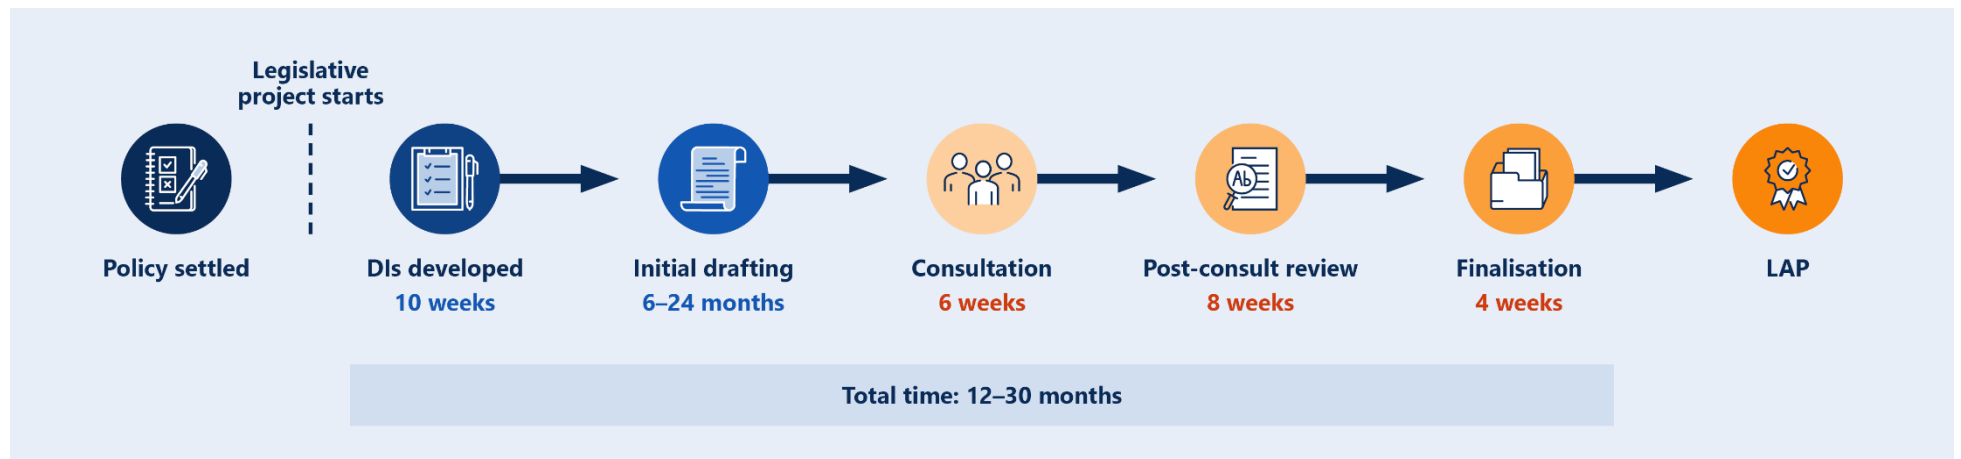 Legislative
project starts
Policy settled
DIs developed
10 weeks
Initial drafting
6–24 months
Consultation
6 weeks
Ab
Post-consult review
8 weeks
Finalisation
4 weeks
LAP
Total time: 12–30 months